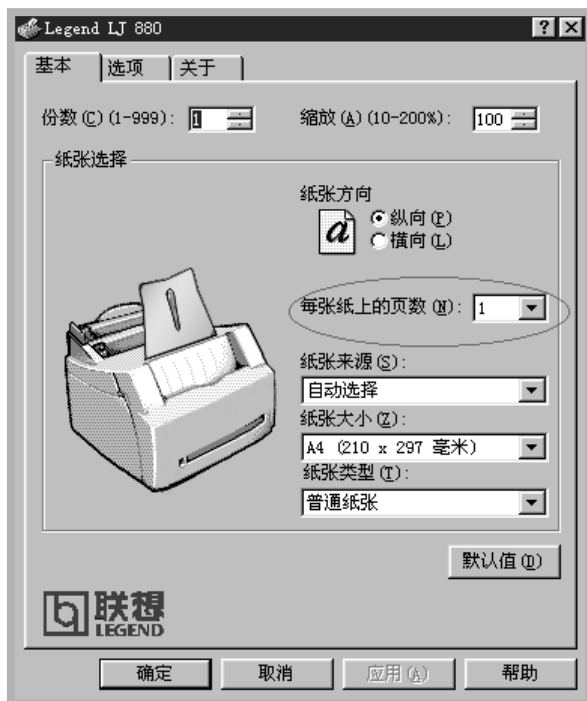 Legend LJ 880
基本 选项 关于
份数(C)(1-999): 1 缩放(A)(10-200%): 100
纸张选择
纸张方向
a 纵向(P)
横向(L)
每张纸上的页数(N): 1
纸张来源(S):
自动选择
纸张大小(Z):
A4 (210 x 297 毫米)
纸张类型(T):
普通纸张
默认值(D)
联想
LEGEND
确定 取消 应用(A) 帮助